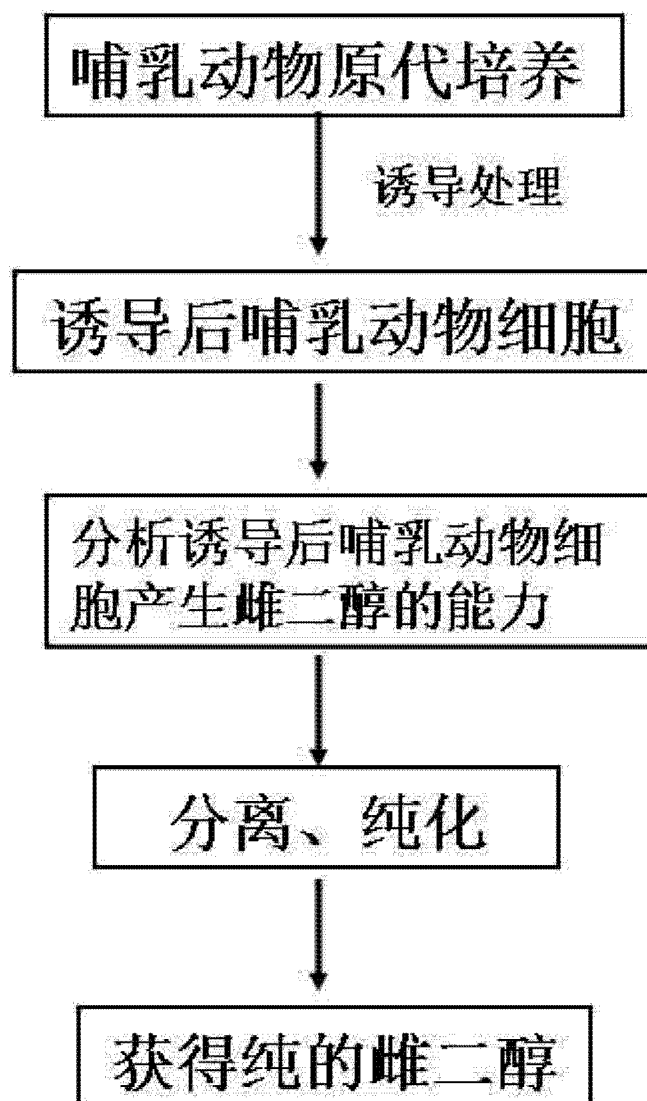 哺乳动物原代培养
诱导处理
诱导后哺乳动物细胞
分析诱导后哺乳动物细
胞产生雌二醇的能力
分离、纯化
获得纯的雌二醇